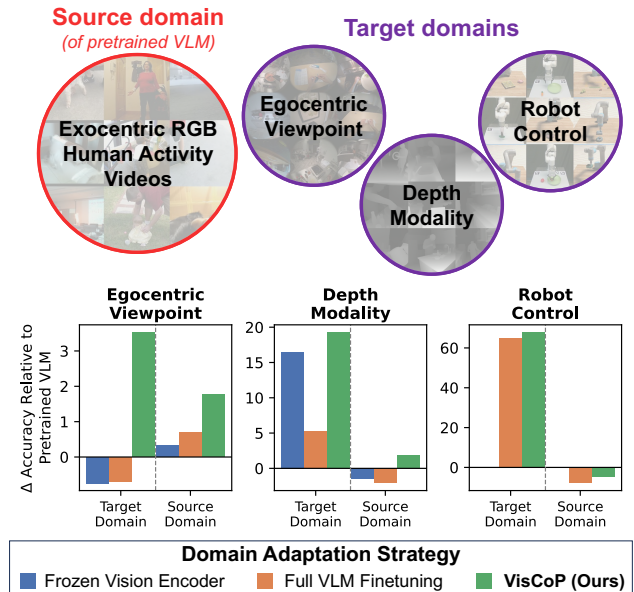 Source domain
(of pretrained VLM)
Target domains
Exocentric RGB
Human Activity
Videos
Egocentric
Viewpoint
Depth
Modality
Robot
Control
Egocentric
Viewpoint
Depth
Modality
Robot
Control
Δ Accuracy Relative to
Pretrained VLM
3
2
1
0
20
15
10
5
0
60
40
20
0
Target
Domain
Source
Domain
Target
Domain
Source
Domain
Target
Domain
Source
Domain
Domain Adaptation Strategy
Frozen Vision Encoder Full VLM Finetuning VisCoP (Ours)